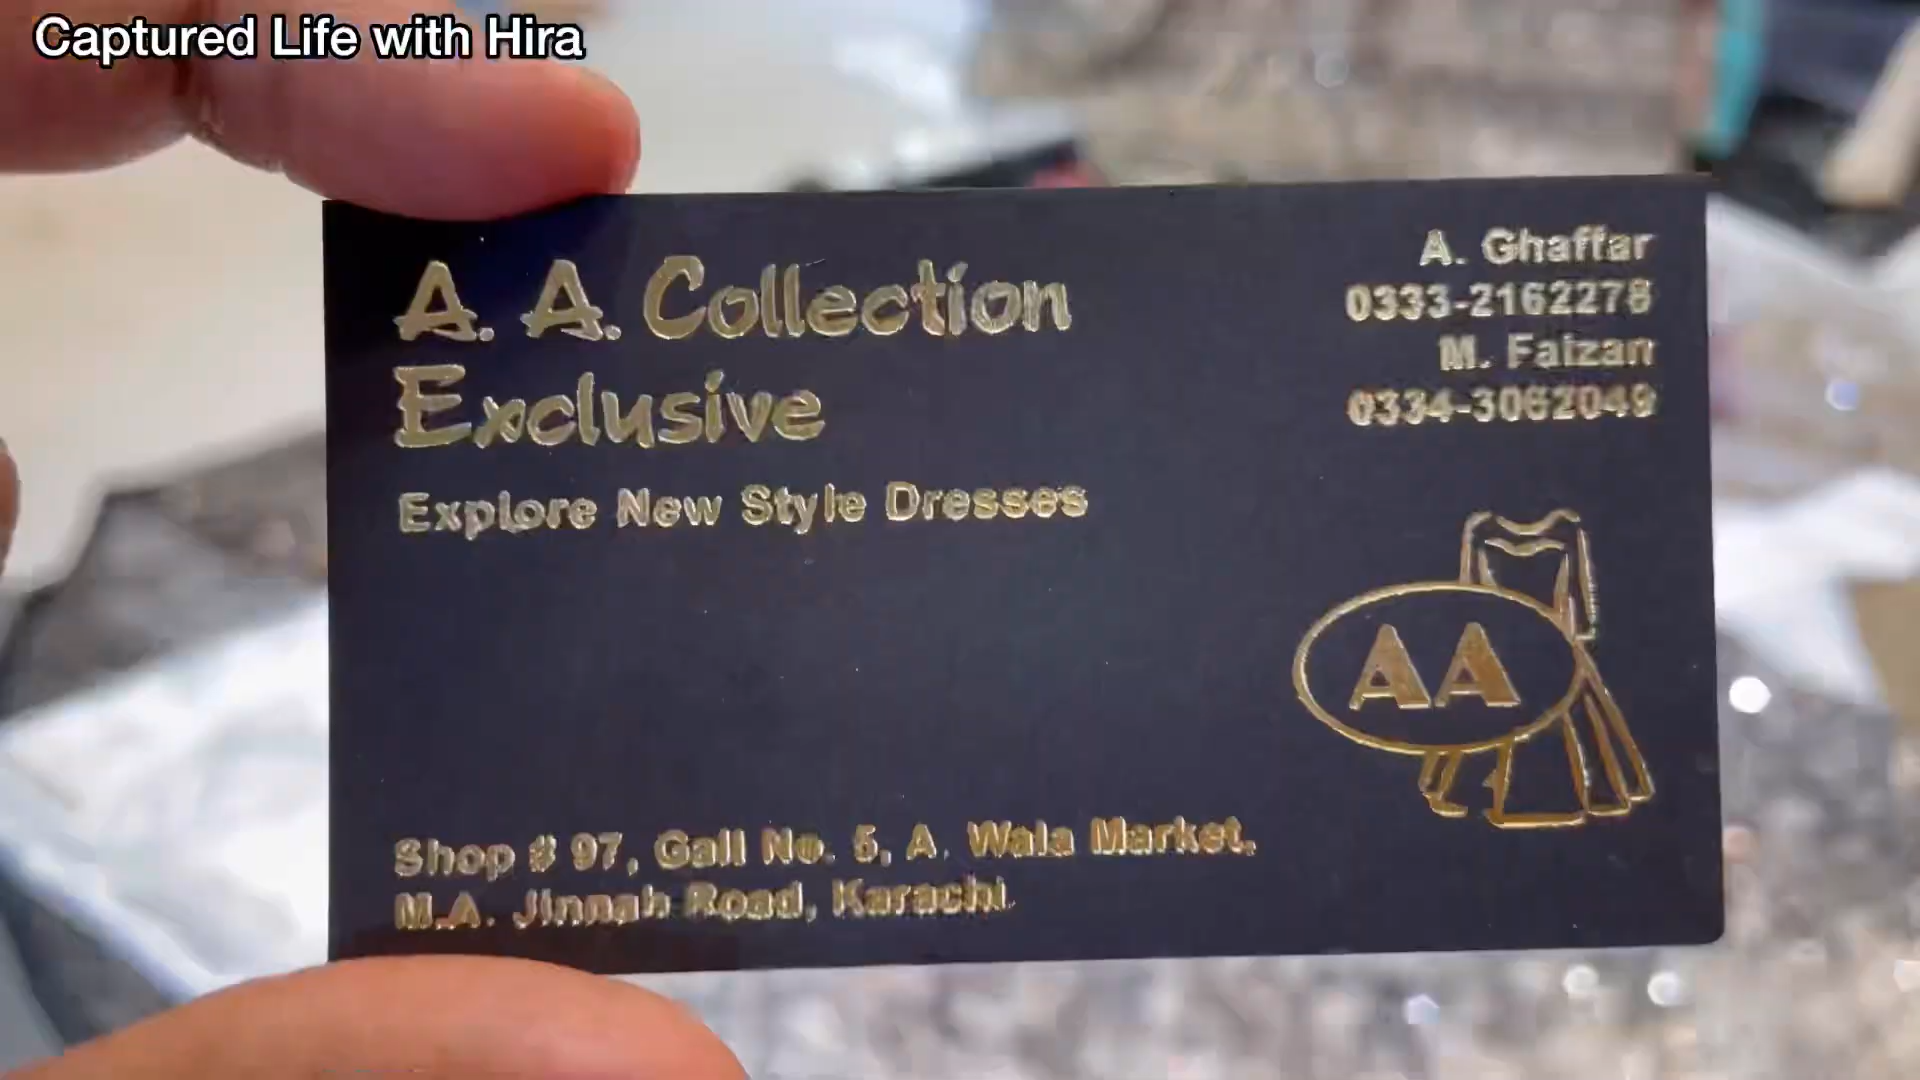 Captured Life with Hira
A. A. Collection
Exclusive
Explore New Style Dresses
A. Ghaffar
0333-2162278
M. Faizan
0334-3062049
AA
Shop # 97, Gali No. 5, A. Wala Market,
M.A. Jinnah Road, Karachi.